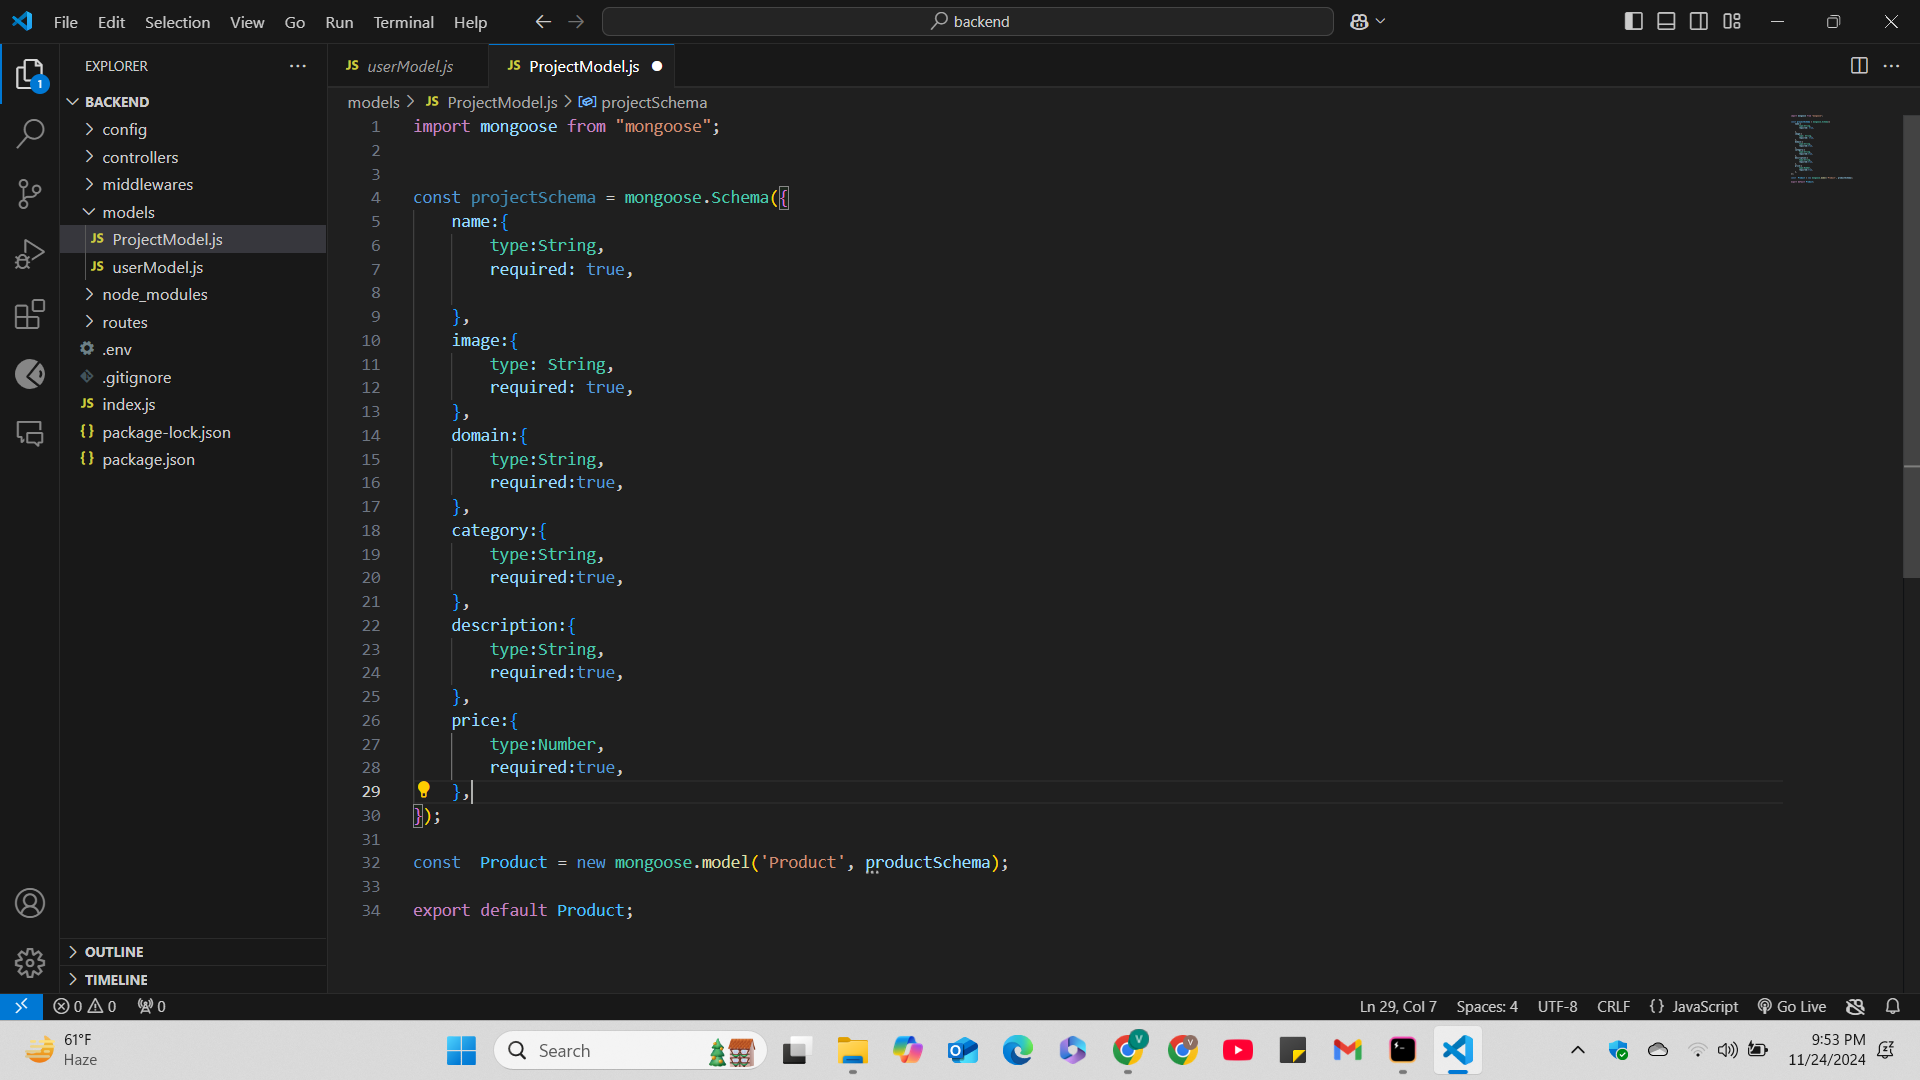 File Edit Selection View Go Run Terminal Help
backend
EXPLORER
1
BACKEND
config
controllers
middlewares
models
JS ProjectModel.js
JS userModel.js
node_modules
routes
.env
.gitignore
JS index.js
{} package-lock.json
{} package.json
OUTLINE
TIMELINE
JS userModel.js
JS ProjectModel.js
models > JS ProjectModel.js > projectSchema
1 import mongoose from "mongoose";
2
3
4 const projectSchema = mongoose.Schema({
5 name:{
6 type:String,
7 required: true,
8
9 },
10 image:{
11 type: String,
12 required: true,
13 },
14 domain:{
15 type:String,
16 required:true,
17 },
18 category:{
19 type:String,
20 required:true,
21 },
22 description:{
23 type:String,
24 required:true,
25 },
26 price:{
27 type:Number,
28 required:true,
29 },
30 });
31
32 const  Product = new mongoose.model('Product', productSchema);
33
34 export default Product;
0 0 0
Ln 29, Col 7 Spaces: 4 UTF-8 CRLF {} JavaScript Go Live
61°F
Haze
Search
V
V
9:53 PM
11/24/2024